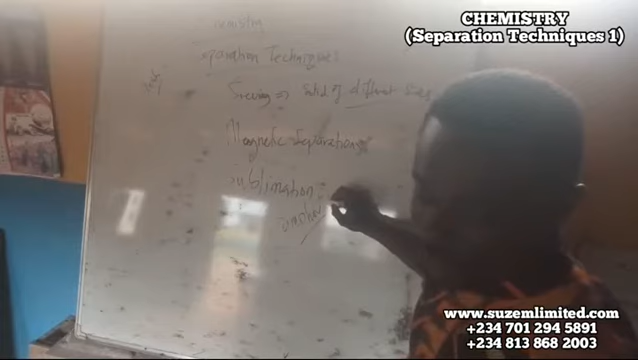 CHEMISTRY
(Separation Techniques 1)
Separation Techniques
Sieving => Solid of different sizes
Magnetic Separation
Sublimation =
www.suzemlimited.com
+234 701 294 5891
+234 813 868 2003